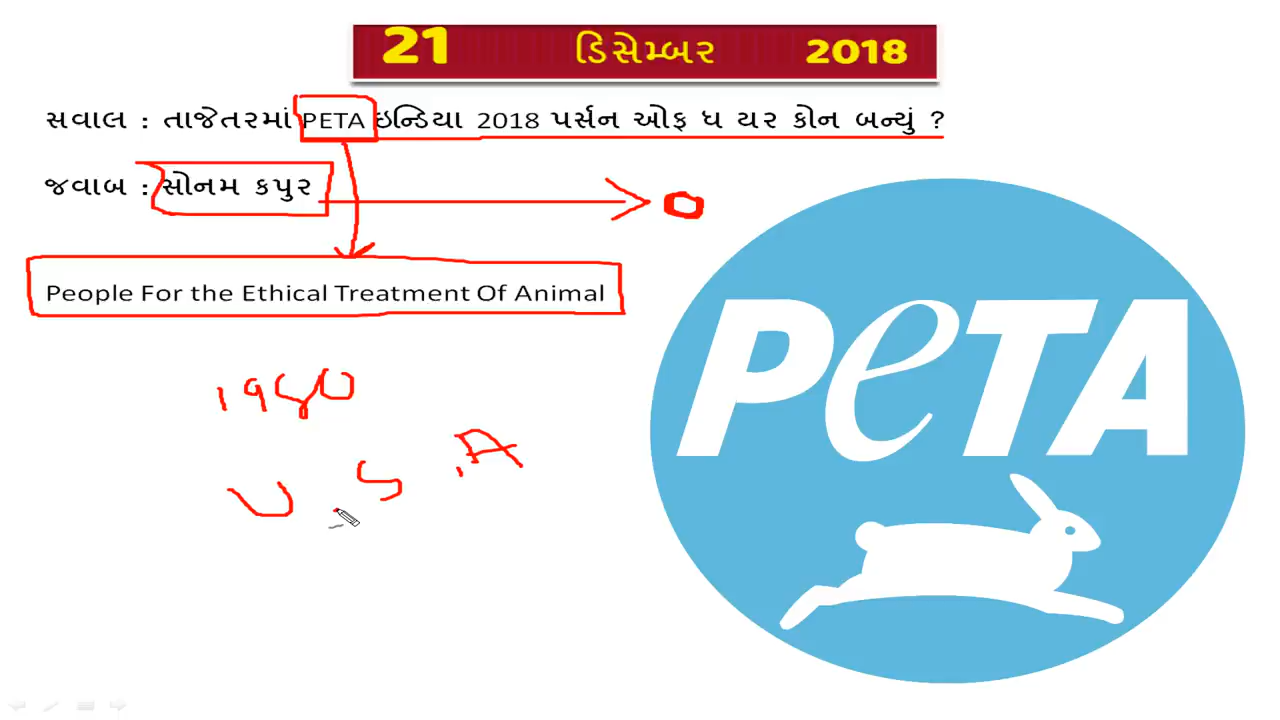 21 ડિસેમ્બર 2018
સવાલ : તાજેતરમાં PETA ઇન્ડિયા 2018 પર્સન ઓફ ધ યર કોન બન્યું ?
જવાબ : સોનમ કપુર
People For the Ethical Treatment Of Animal
1980
U.S.A
PeTA